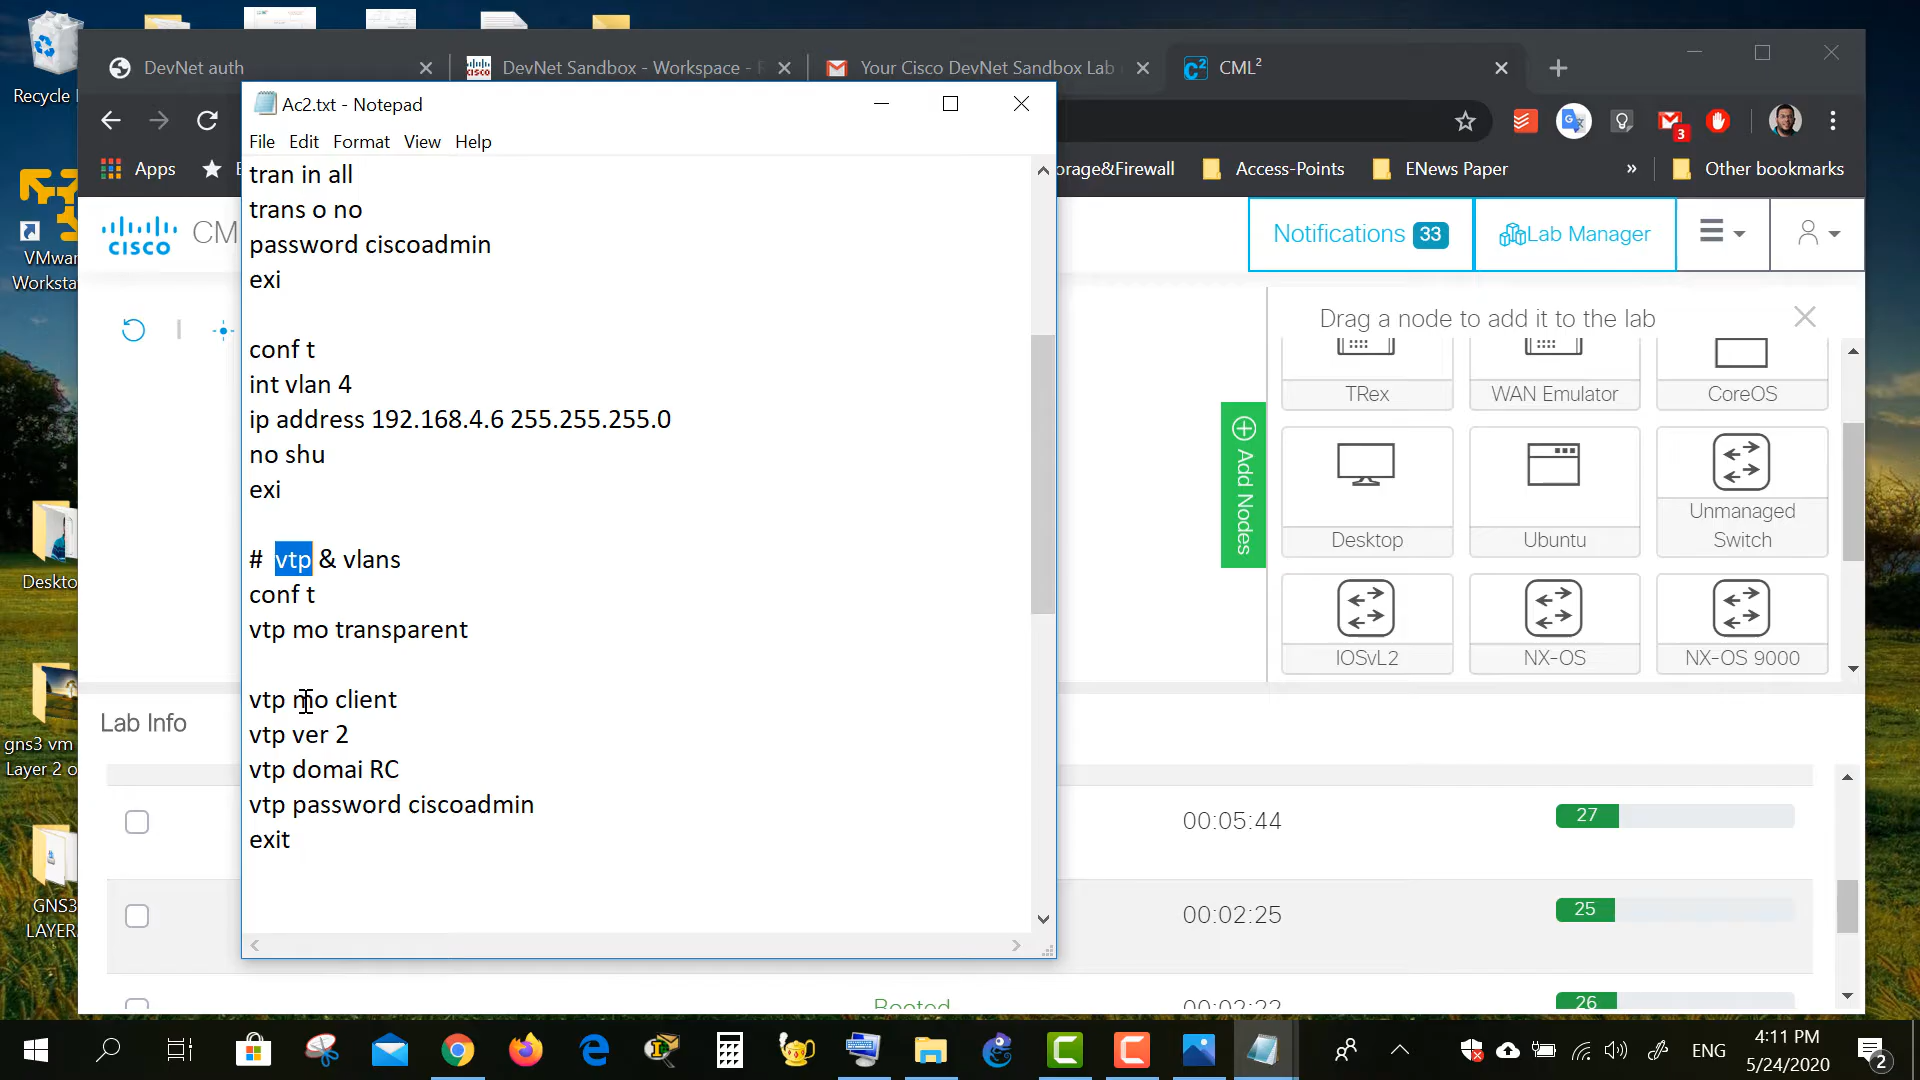 Recycle
DevNet auth
DevNet Sandbox - Workspace -
Your Cisco DevNet Sandbox Lab
CML²
Ac2.txt - Notepad
File Edit Format View Help
3
Apps
orage&Firewall
Access-Points
ENews Paper
»
Other bookmarks
tran in all
trans o no
password ciscoadmin
exi
conf t
int vlan 4
ip address 192.168.4.6 255.255.255.0
no shu
exi
# vtp & vlans
conf t
vtp mo transparent
vtp mo client
vtp ver 2
vtp domai RC
vtp password ciscoadmin
exit
CISCO
CM
Notifications 33
Lab Manager
Drag a node to add it to the lab
TRex
WAN Emulator
CoreOS
Add Nodes
Desktop
Ubuntu
Unmanaged
Switch
IOSvL2
NX-OS
NX-OS 9000
Lab Info
00:05:44
27
00:02:25
25
Booted
00:02:22
26
VMwar
Worksta
Deskto
gns3 vm
Layer 2 o
GNS3
LAYER
ENG
4:11 PM
5/24/2020
2